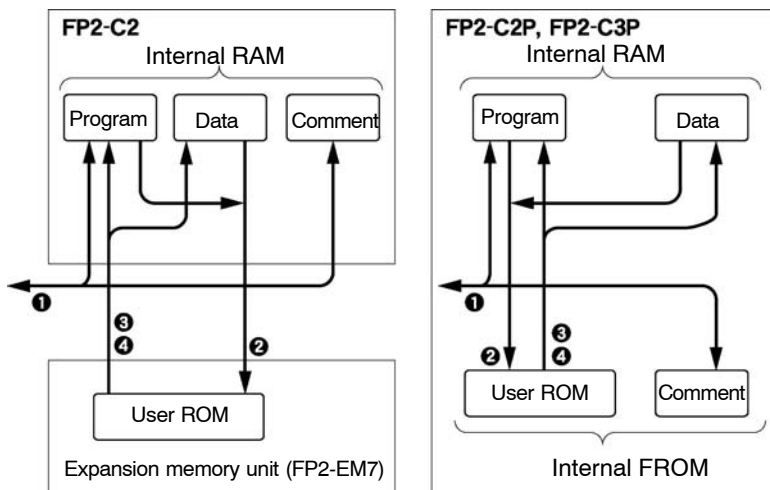 FP2-C2
Internal RAM
Program
Data
Comment
❶
❸
❹
❷
User ROM
Expansion memory unit (FP2-EM7)
FP2-C2P, FP2-C3P
Internal RAM
Program
Data
❶
❸
❷
❹
User ROM
Comment
Internal FROM